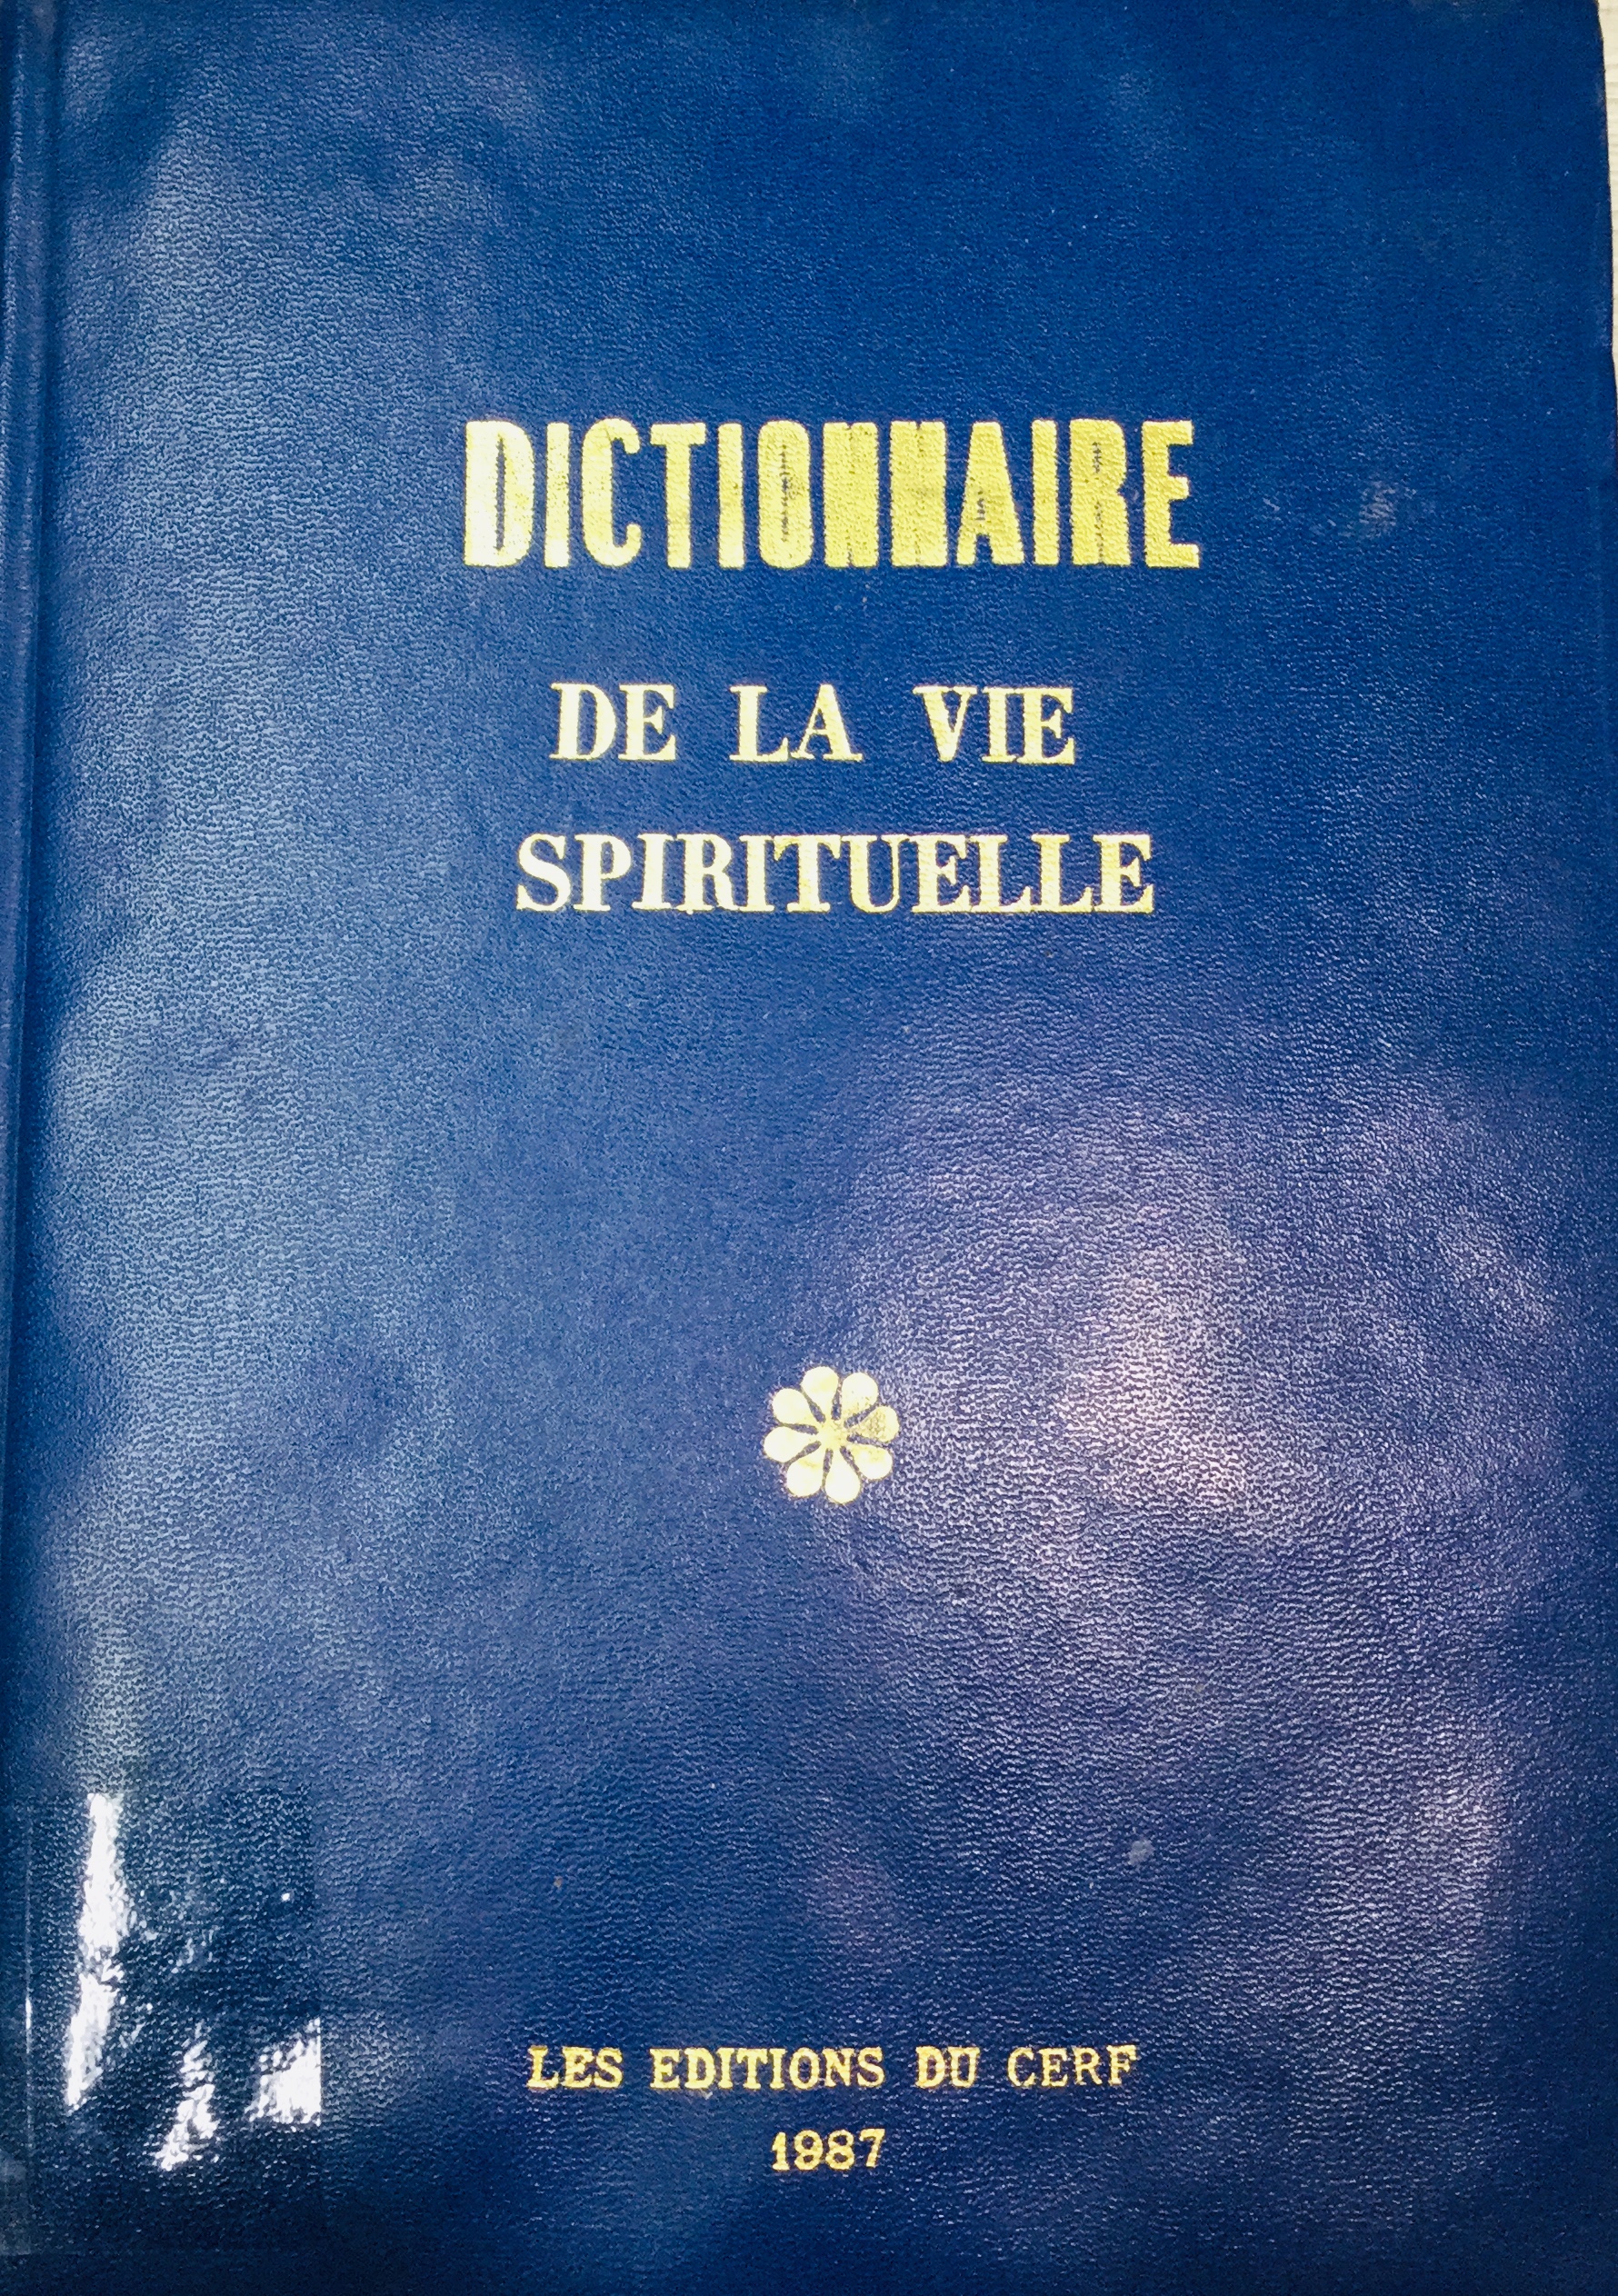 DICTIONNAIRE
DE LA VIE
SPIRITUELLE
LES EDITIONS DU CERF
1987